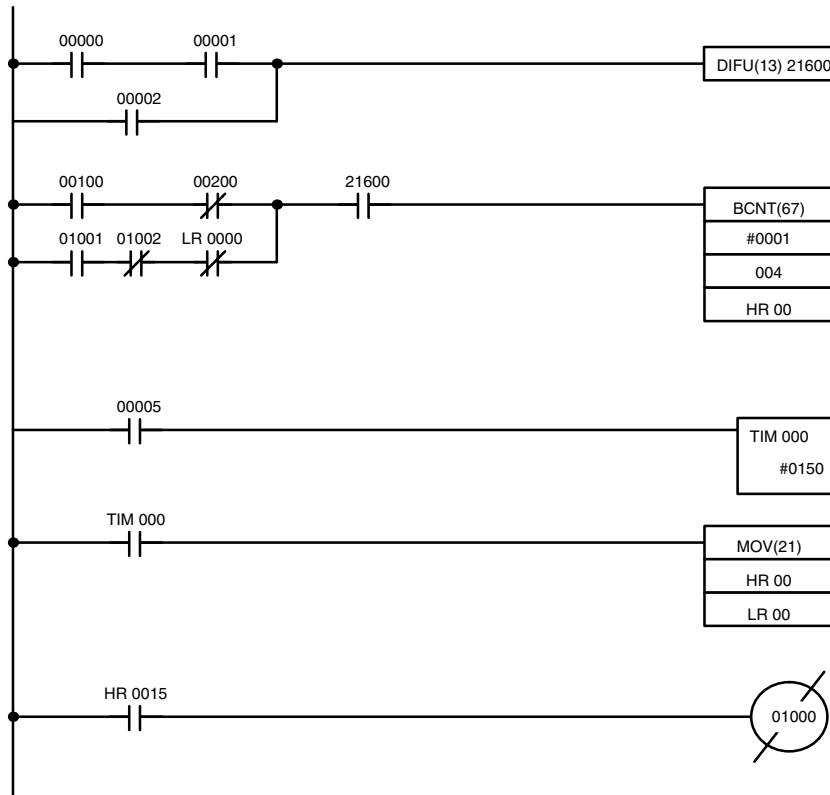 00000 00001
DIFU(13) 21600
00002
00100 00200 21600
BCNT(67)
01001 01002 LR 0000
#0001
004
HR 00
00005
TIM 000
#0150
TIM 000
MOV(21)
HR 00
LR 00
HR 0015
01000